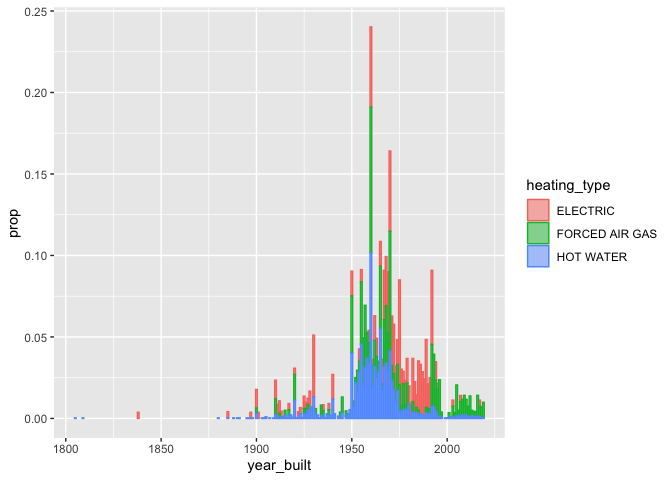 0.25
0.20
0.15
0.10
0.05
0.00
prop
1800
1850
1900
1950
2000
year_built
heating_type
ELECTRIC
FORCED AIR GAS
HOT WATER